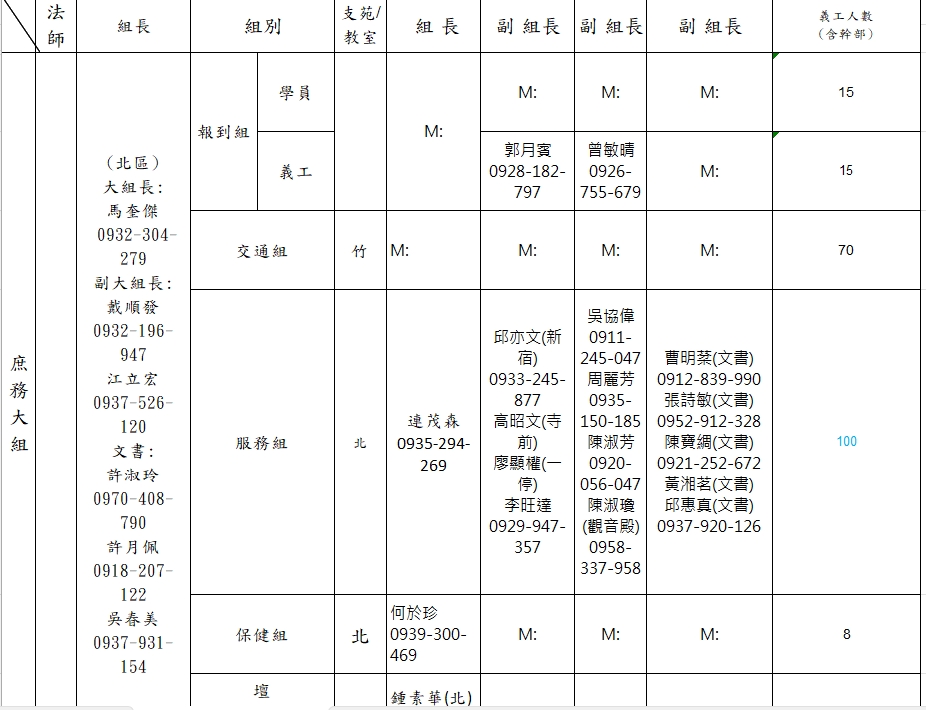 法
師
組長
組別
支苑/
教室
組 長
副 組長
副 組長
副 組長
義工人數
(含幹部)
庶
務
大
組
(北區)
大組長:
馬奎傑
0932-304-
279
副大組長:
戴順發
0932-196-
947
江立宏
0937-526-
120
文書:
許淑玲
0970-408-
790
許月佩
0918-207-
122
吳春美
0937-931-
154
報到組
學員
M:
M:
M:
M:
15
義工
郭月賓
0928-182-
797
曾敏晴
0926-
755-679
M:
15
交通組
竹
M:
M:
M:
M:
70
服務組
北
連茂森
0935-294-
269
邱亦文(新
宿)
0933-245-
877
高昭文(寺
前)
廖顯權(一
停)
李旺達
0929-947-
357
吳協偉
0911-
245-047
周麗芳
0935-
150-185
陳淑芳
0920-
056-047
陳淑瓊
(觀音殿)
0958-
337-958
曹明棻(文書)
0912-839-990
張詩敏(文書)
0952-912-328
陳寶綢(文書)
0921-252-672
黃湘茗(文書)
邱惠真(文書)
0937-920-126
100
保健組
北
何於珍
0939-300-
469
M:
M:
M:
8
壇
鍾素華(北)